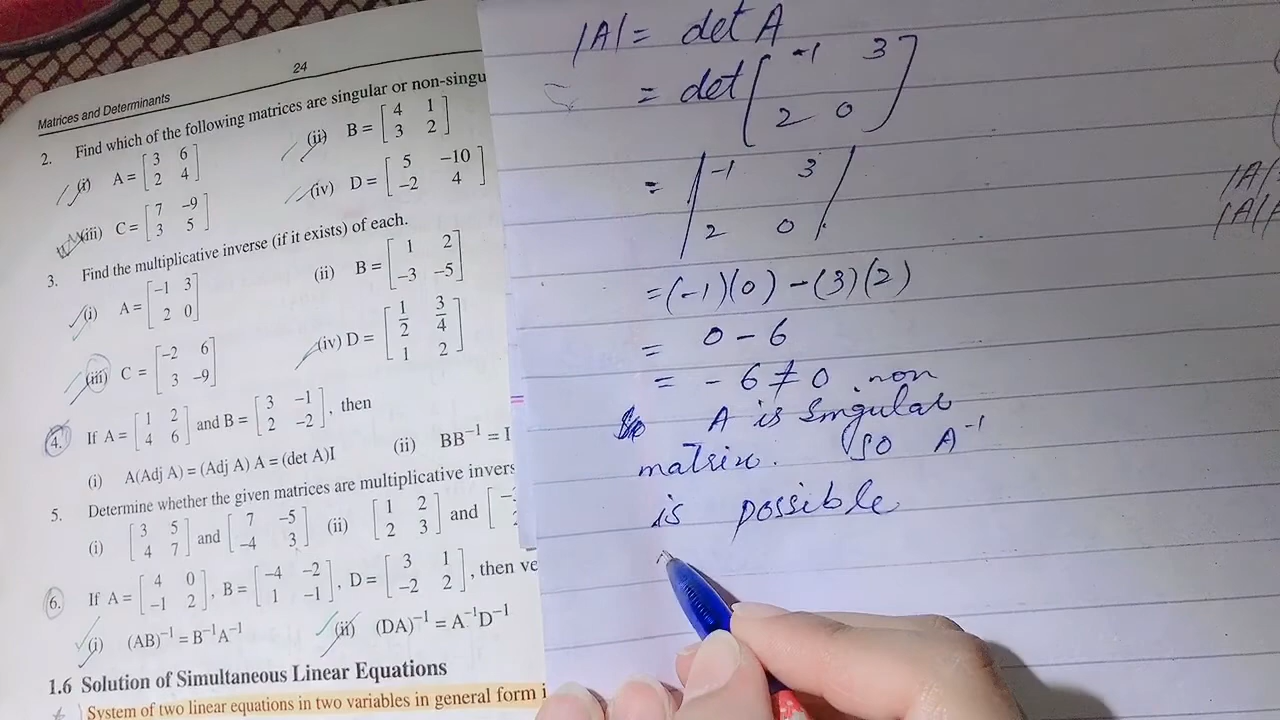 24
Matrices and Determinants
2. Find which of the following matrices are singular or non-singu
(i) A = [3 6
2 4] (ii) B = [4 1
3 2]
(iii) C = [7 -9
3 5] (iv) D = [5 -10
-2 4]
3. Find the multiplicative inverse (if it exists) of each.
(i) A = [-1 3
2 0] (ii) B = [1 2
-3 -5]
(iii) C = [-2 6
3 -9] (iv) D = [1/2 3/4
1 2]
4. If A = [1 2
4 6] and B = [3 -1
2 -2], then
(i) A(Adj A) = (Adj A) A = (det A)I (ii) BB⁻¹ = I
5. Determine whether the given matrices are multiplicative invers
(i) [3 5
4 7] and [7 -5
-4 3] (ii) [1 2
2 3] and [-
6. If A = [4 0
-1 2], B = [-4 -2
1 -1], D = [3 1
-2 2], then ve
(i) (AB)⁻¹ = B⁻¹A⁻¹ (ii) (DA)⁻¹ = A⁻¹D⁻¹
1.6 Solution of Simultaneous Linear Equations
System of two linear equations in two variables in general form i
|A| = det A
= det [-1 3
2 0]
= |-1 3
2 0|
= (-1)(0) - (3)(2)
= 0 - 6
= -6 ≠ 0 . non
So A is Singular
matrix. So A⁻¹
is possible
|A|=
|A|≠